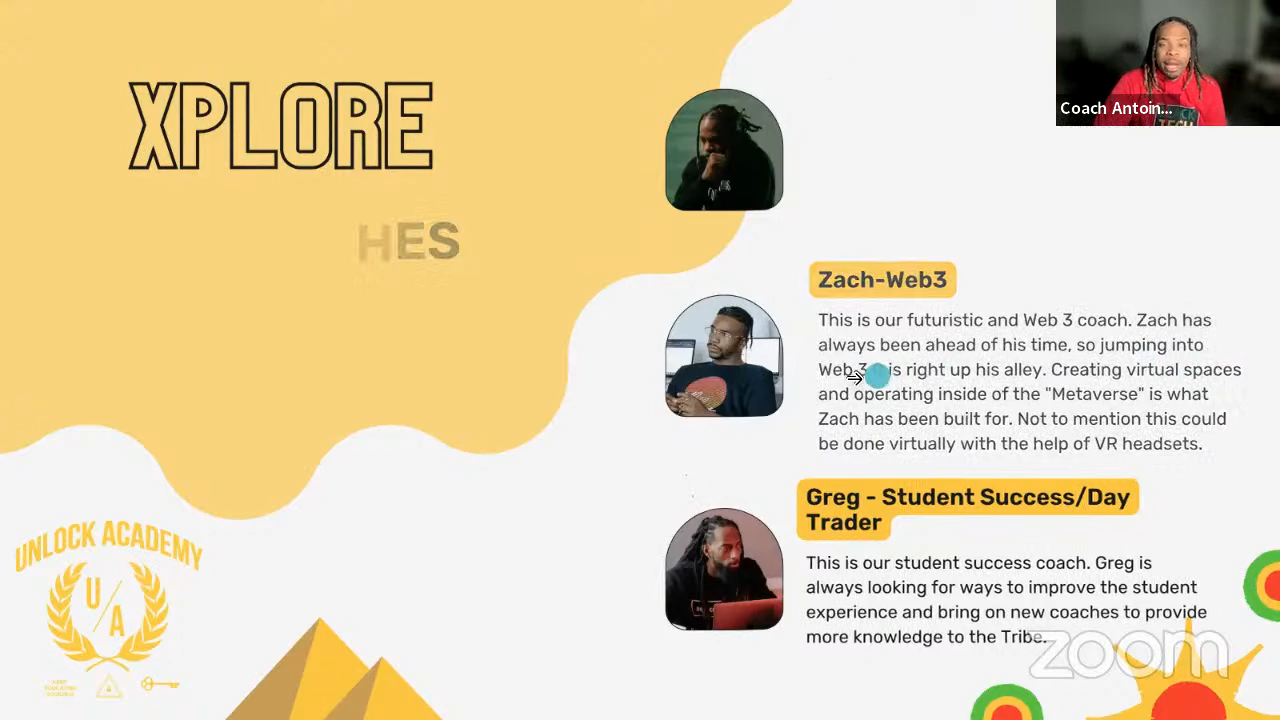 XPLORE
HES
Coach Antoin...
Zach-Web3
This is our futuristic and Web 3 coach. Zach has
always been ahead of his time, so jumping into
Web 3 is right up his alley. Creating virtual spaces
and operating inside of the "Metaverse" is what
Zach has been built for. Not to mention this could
be done virtually with the help of VR headsets.
Greg - Student Success/Day
Trader
This is our student success coach. Greg is
always looking for ways to improve the student
experience and bring on new coaches to provide
more knowledge to the Tribe.
UNLOCK ACADEMY
U/A
zoom